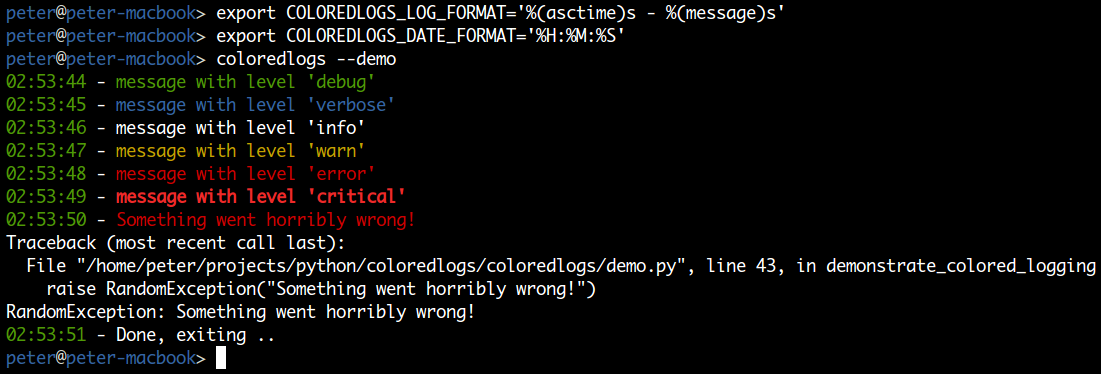 peter@peter-macbook> export COLOREDLOGS_LOG_FORMAT='%(asctime)s - %(message)s'
peter@peter-macbook> export COLOREDLOGS_DATE_FORMAT='%H:%M:%S'
peter@peter-macbook> coloredlogs --demo
02:53:44 - message with level 'debug'
02:53:45 - message with level 'verbose'
02:53:46 - message with level 'info'
02:53:47 - message with level 'warn'
02:53:48 - message with level 'error'
02:53:49 - message with level 'critical'
02:53:50 - Something went horribly wrong!
Traceback (most recent call last):
  File "/home/peter/projects/python/coloredlogs/coloredlogs/demo.py", line 43, in demonstrate_colored_logging
    raise RandomException("Something went horribly wrong!")
RandomException: Something went horribly wrong!
02:53:51 - Done, exiting ..
peter@peter-macbook>